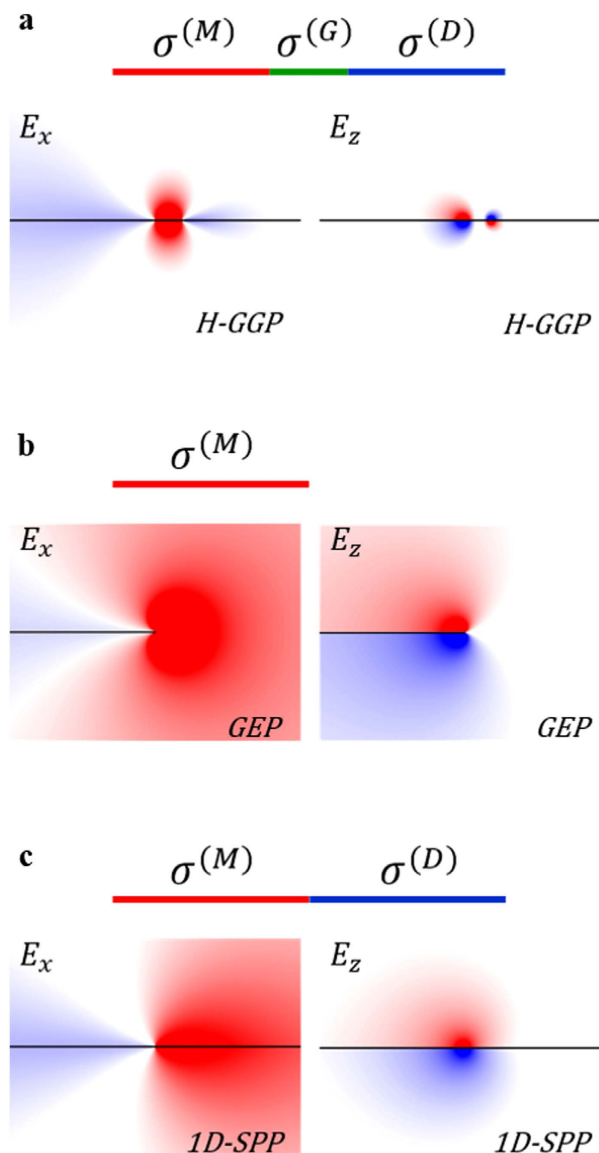 a
σ^(M) σ^(G) σ^(D)
E_x E_z
H-GGP H-GGP
b
σ^(M)
E_x E_z
GEP GEP
c
σ^(M) σ^(D)
E_x E_z
1D-SPP 1D-SPP